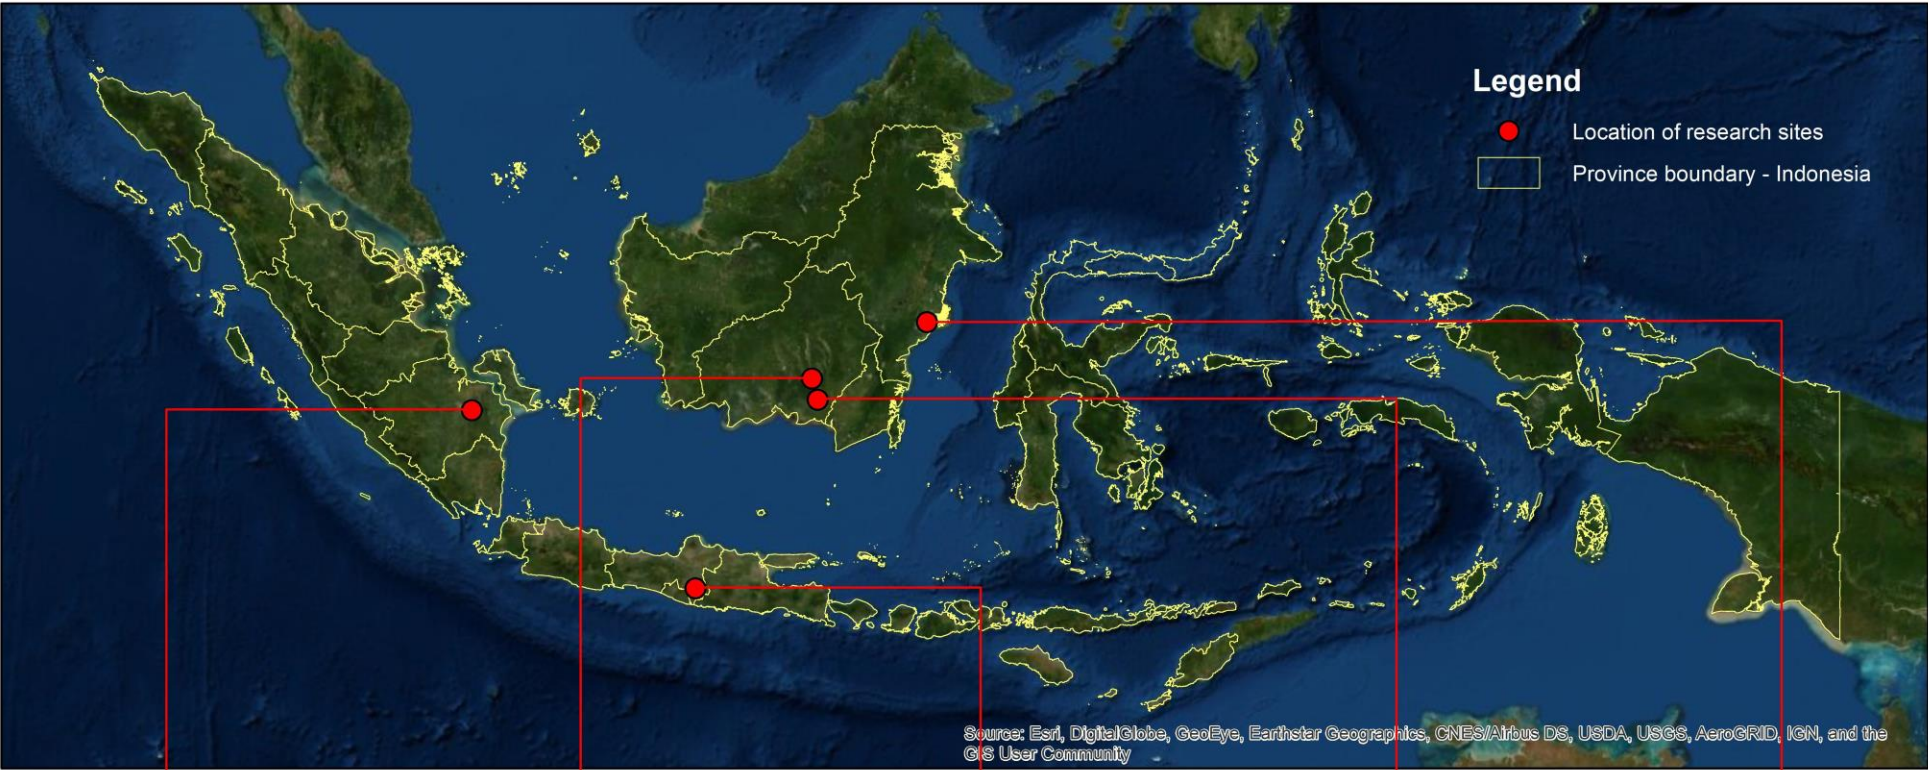 Legend
Location of research sites
Province boundary - Indonesia
Source: Esri, DigitalGlobe, GeoEye, Earthstar Geographics, CNES/Airbus DS, USDA, USGS, AeroGRID, IGN, and the
GIS User Community